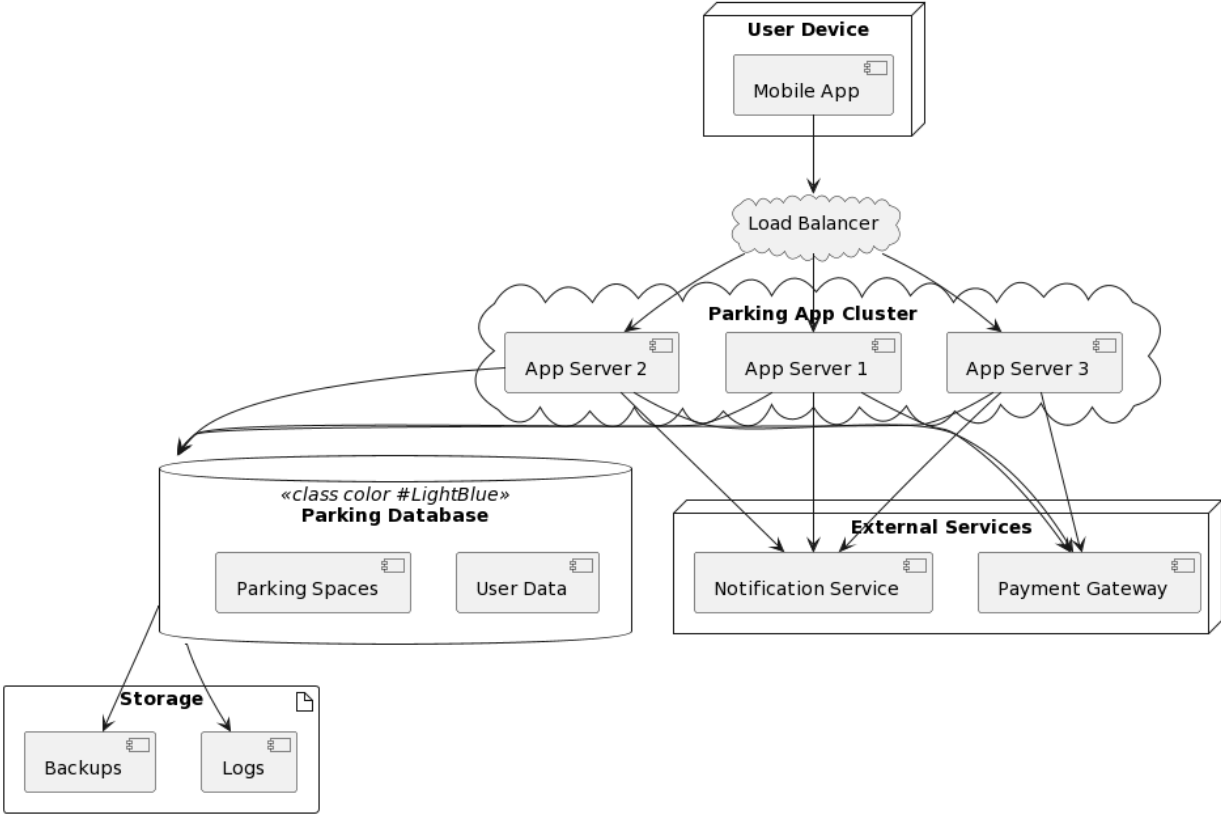 User Device
Mobile App
Load Balancer
Parking App Cluster
App Server 2
App Server 1
App Server 3
«class color #LightBlue»
Parking Database
Parking Spaces
User Data
External Services
Notification Service
Payment Gateway
Storage
Backups
Logs